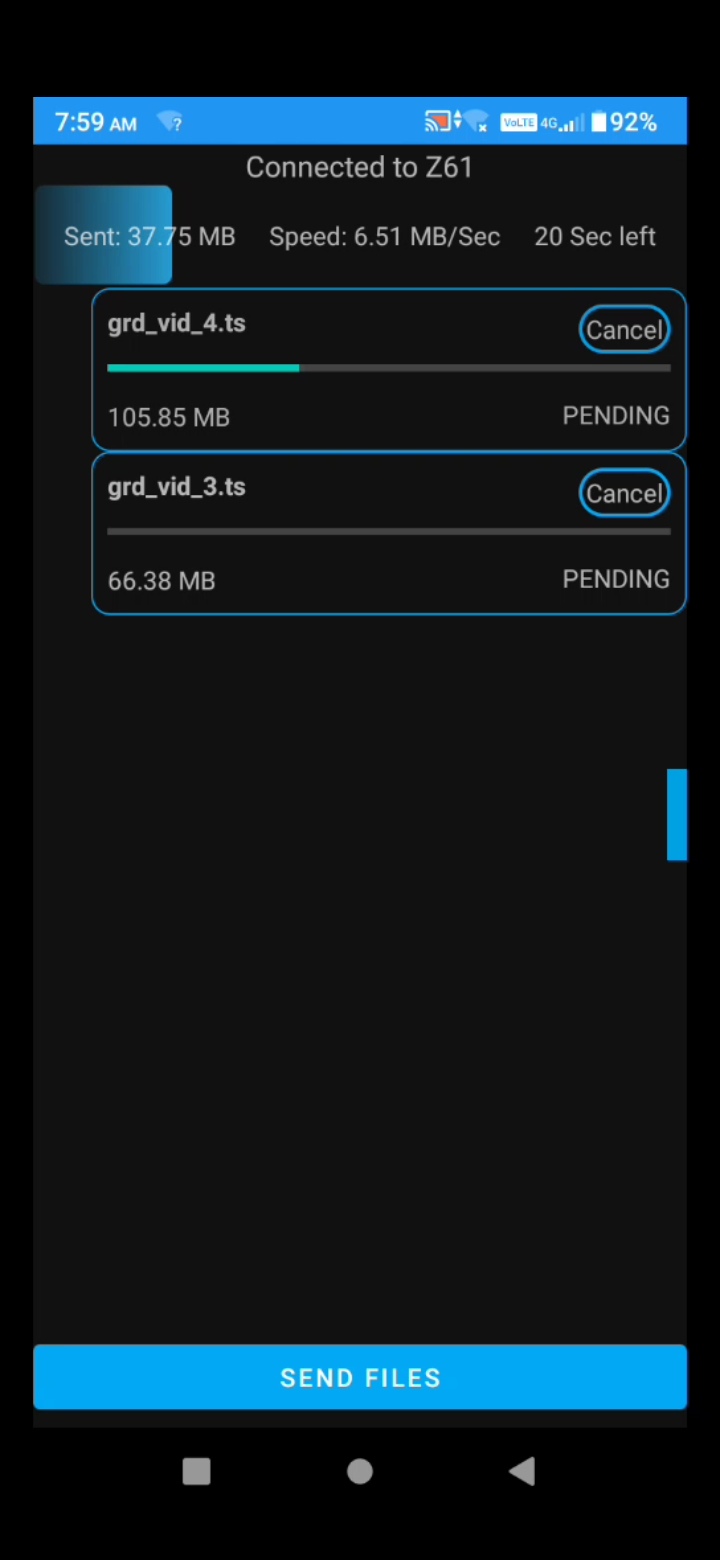 7:59 AM ? VoLTE 4G 92%
Connected to Z61
Sent: 37.75 MB Speed: 6.51 MB/Sec 20 Sec left
grd_vid_4.ts Cancel
105.85 MB PENDING
grd_vid_3.ts Cancel
66.38 MB PENDING
SEND FILES